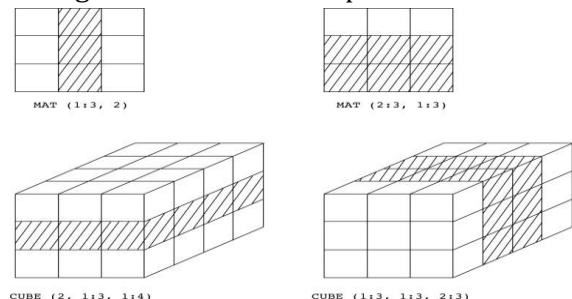 MAT (1:3, 2)
MAT (2:3, 1:3)
CUBE (2, 1:3, 1:4)
CUBE (1:3, 1:3, 2:3)